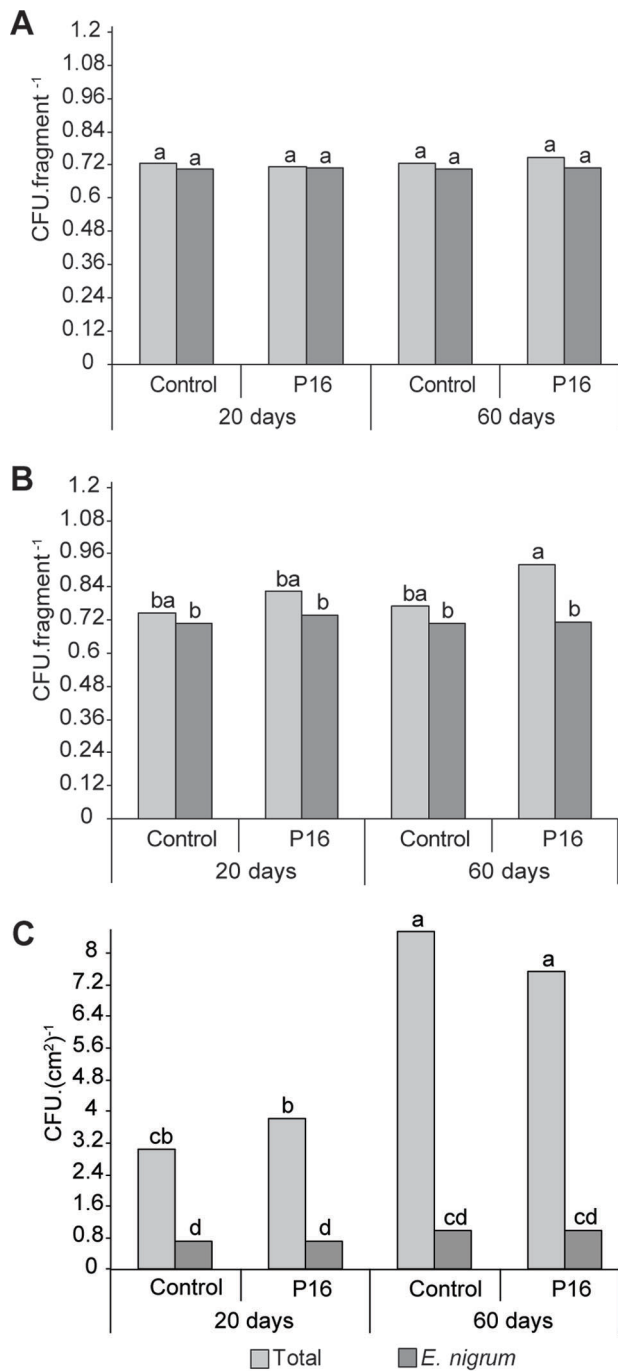 A
CFU.fragment -1
1.2
1.08
0.96
0.84
0.72
0.6
0.48
0.36
0.24
0.12
0
a a a a a a a a
Control P16 Control P16
20 days 60 days
B
CFU.fragment -1
1.2
1.08
0.96
0.84
0.72
0.6
0.48
0.36
0.24
0.12
0
ba b ba b ba b a b
Control P16 Control P16
20 days 60 days
C
CFU.(cm²)-1
8
7.2
6.4
5.6
4.8
4
3.2
2.4
1.6
0.8
0
cb d b d a cd a cd
Control P16 Control P16
20 days 60 days
Total E. nigrum